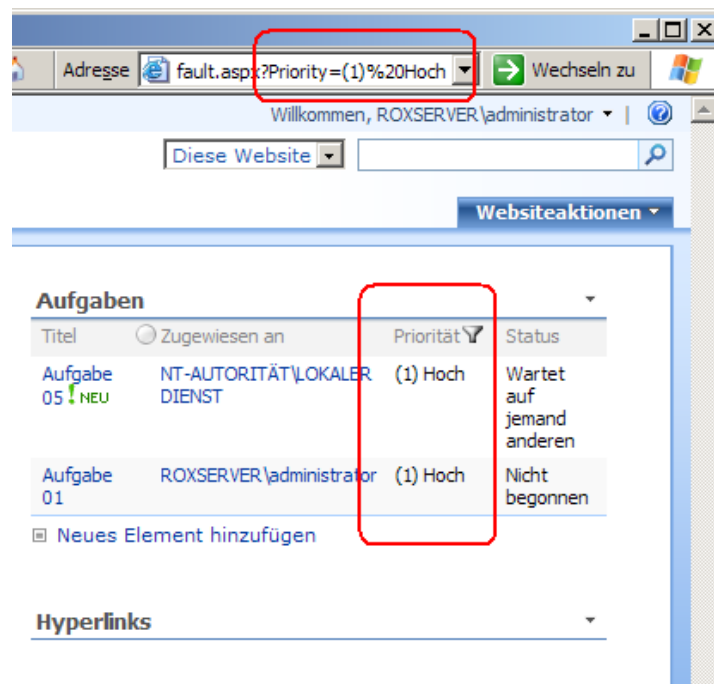 Adresse fault.aspx?Priority=(1)%20Hoch Wechseln zu
Willkommen, ROXSERVER\administrator |
Diese Website
Websiteaktionen
Aufgaben
Titel Zugewiesen an Priorität Status
Aufgabe NT-AUTORITÄT\LOKALER (1) Hoch Wartet
05 ! NEU DIENST auf
jemand
anderen
Aufgabe ROXSERVER\administrator (1) Hoch Nicht
01 begonnen
Neues Element hinzufügen
Hyperlinks